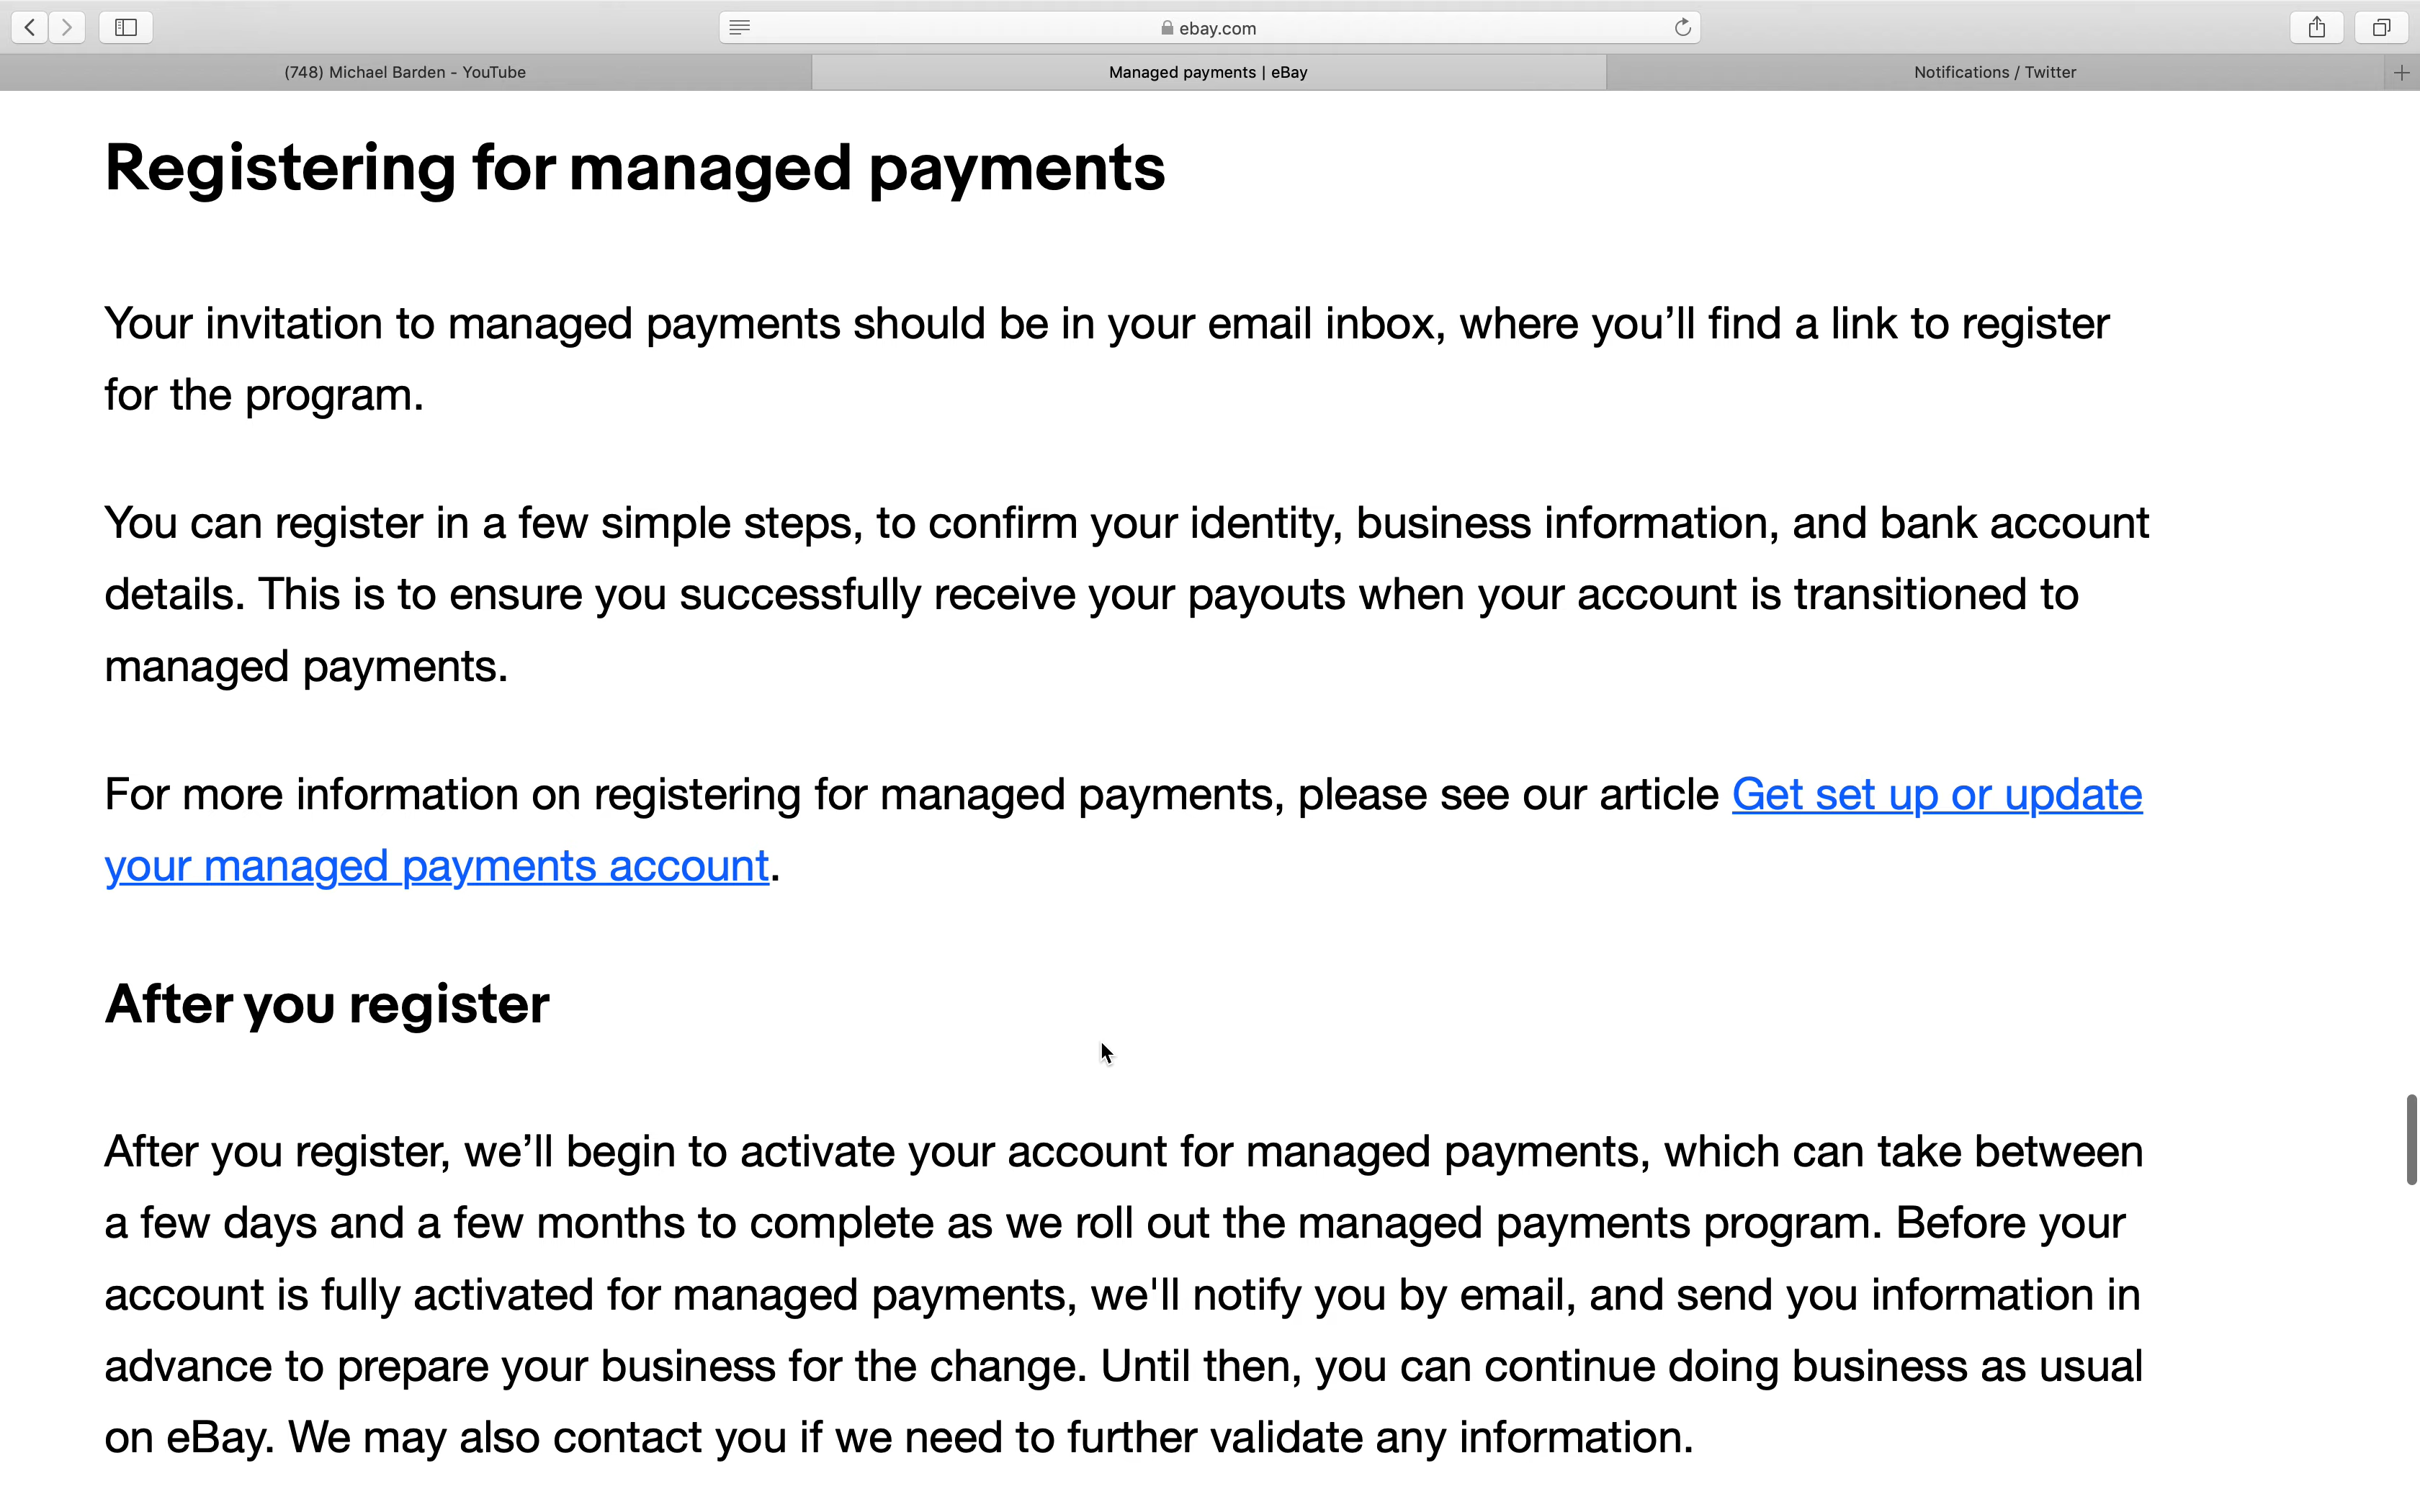 ebay.com
(748) Michael Barden - YouTube
Managed payments | eBay
Notifications / Twitter
Registering for managed payments
Your invitation to managed payments should be in your email inbox, where you’ll find a link to register
for the program.
You can register in a few simple steps, to confirm your identity, business information, and bank account
details. This is to ensure you successfully receive your payouts when your account is transitioned to
managed payments.
For more information on registering for managed payments, please see our article Get set up or update
your managed payments account.
After you register
After you register, we’ll begin to activate your account for managed payments, which can take between
a few days and a few months to complete as we roll out the managed payments program. Before your
account is fully activated for managed payments, we'll notify you by email, and send you information in
advance to prepare your business for the change. Until then, you can continue doing business as usual
on eBay. We may also contact you if we need to further validate any information.